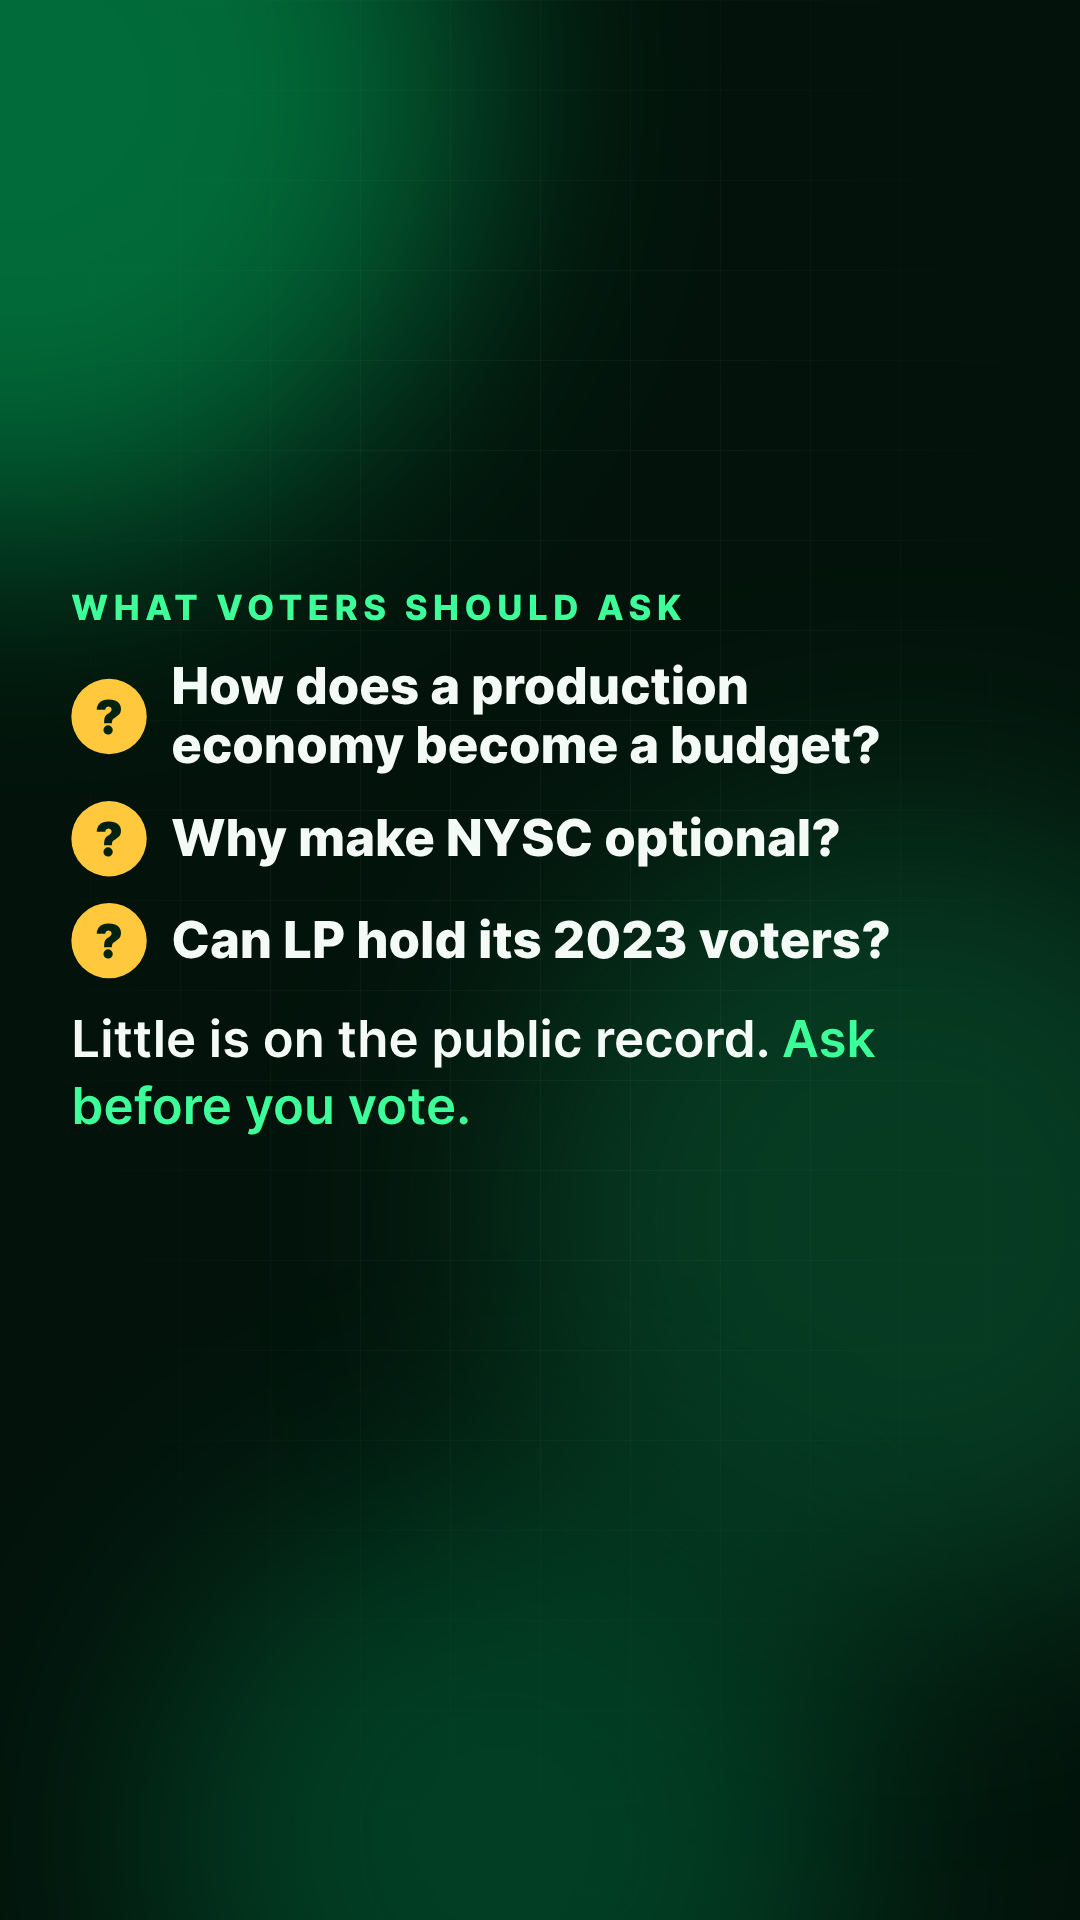 WHAT VOTERS SHOULD ASK
? How does a production
economy become a budget?
? Why make NYSC optional?
? Can LP hold its 2023 voters?
Little is on the public record. Ask
before you vote.